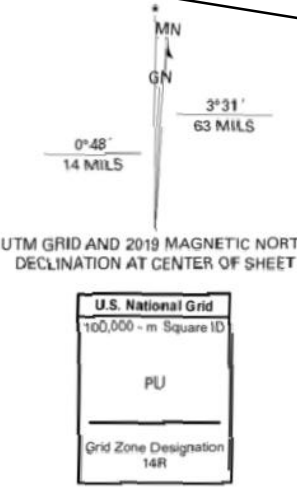 *
MN
GN
3°31´
63 MILS
0°48´
14 MILS
UTM GRID AND 2019 MAGNETIC NORT
DECLINATION AT CENTER OF SHEET
U.S. National Grid
100,000 - m Square ID
PU
Grid Zone Designation
14R